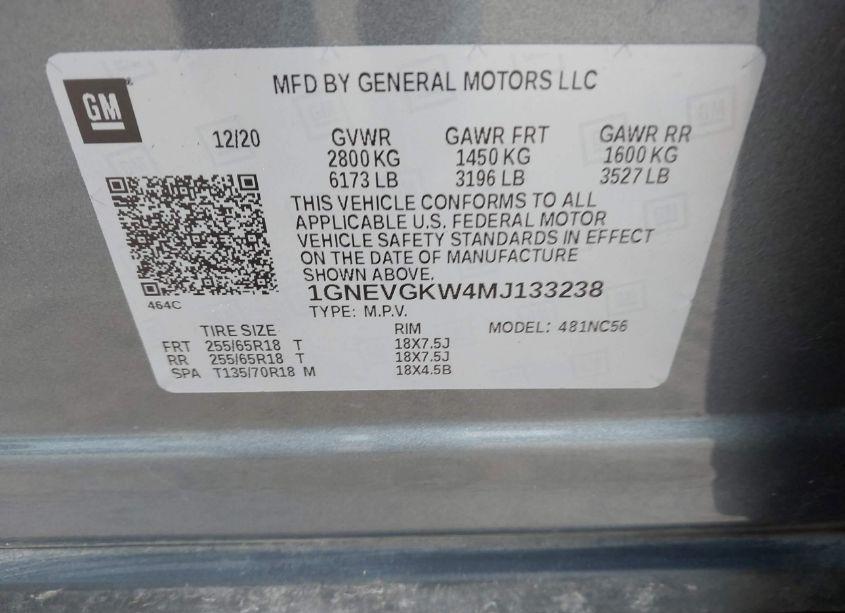 GM
MFD BY GENERAL MOTORS LLC
12/20 GVWR GAWR FRT GAWR RR
2800 KG 1450 KG 1600 KG
6173 LB 3196 LB 3527 LB
THIS VEHICLE CONFORMS TO ALL
APPLICABLE U.S. FEDERAL MOTOR
VEHICLE SAFETY STANDARDS IN EFFECT
ON THE DATE OF MANUFACTURE
SHOWN ABOVE.
464C
1GNEVGKW4MJ133238
TYPE: M.P.V.
TIRE SIZE RIM MODEL: 481NC56
FRT 255/65R18 T 18X7.5J
RR 255/65R18 T 18X7.5J
SPA T135/70R18 M 18X4.5B